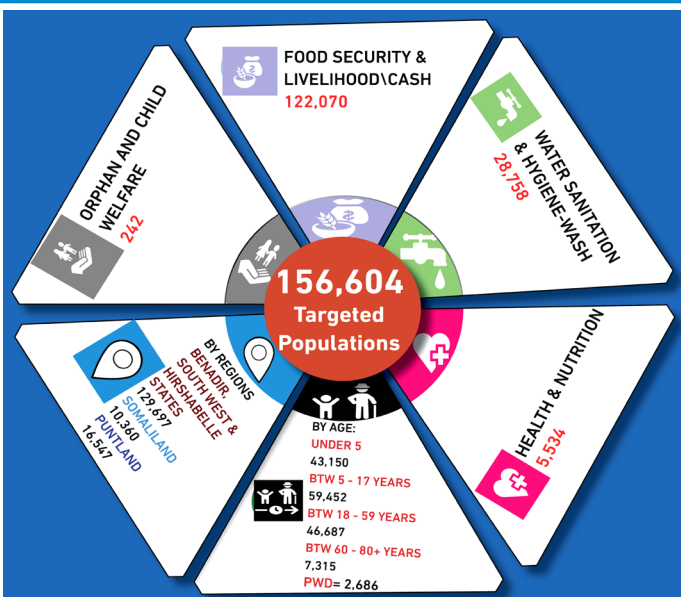 FOOD SECURITY &
LIVELIHOOD\CASH
122,070
WATER SANITATION
& HYGIENE-WASH
28,758
HEALTH & NUTRITION
5,534
BY AGE:
UNDER 5
43,150
BTW 5 - 17 YEARS
59,452
BTW 18 - 59 YEARS
46,687
BTW 60 - 80+ YEARS
7,315
PWD= 2,686
BY REGIONS
BENADIR,
SOUTH WEST &
HIRSHABELLE
STATES
129,697
SOMALILAND
10,360
PUNTLAND
16,547
ORPHAN AND CHILD
WELFARE
242
156,604
Targeted
Populations